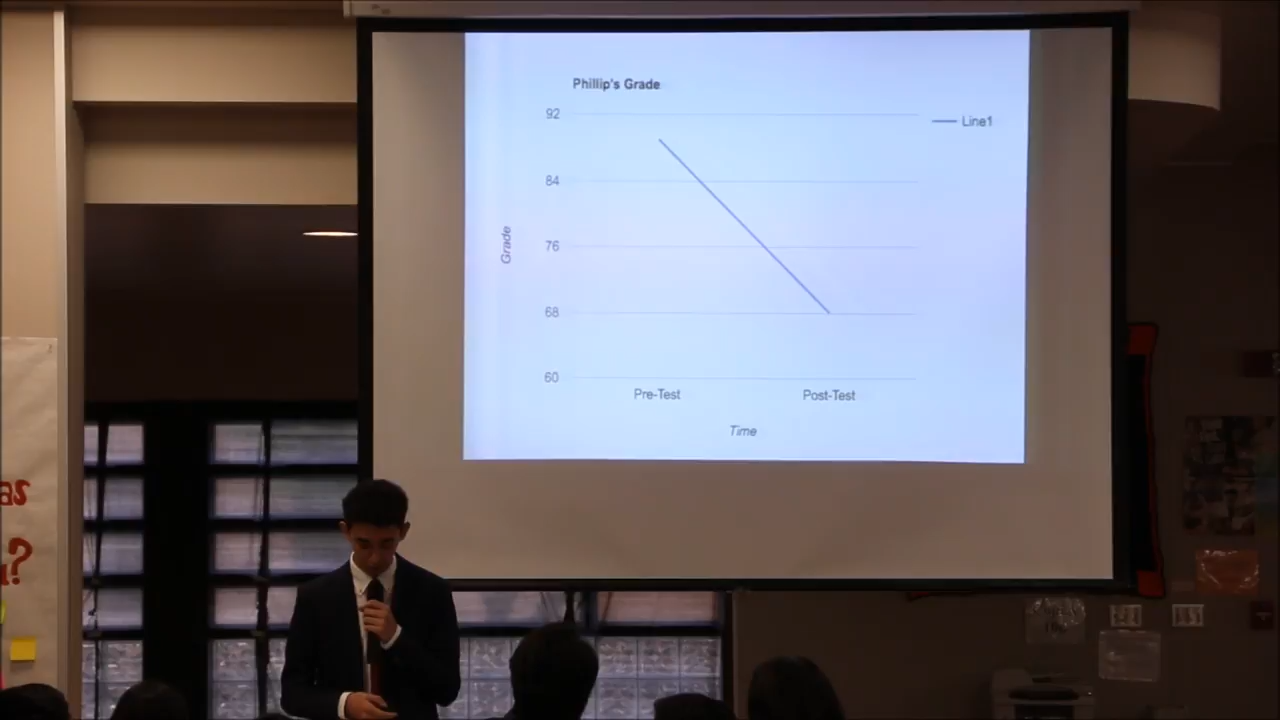 Phillip's Grade
92
Line1
84
Grade
76
68
60
Pre-Test
Post-Test
Time
as
?